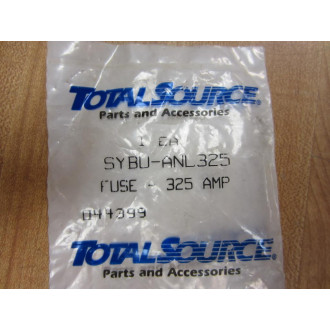 TOTALSOURCE®
Parts and Accessories
1 EA
SYBU-ANL325
FUSE - 325 AMP
044399
TOTALSOURCE®
Parts and Accessories